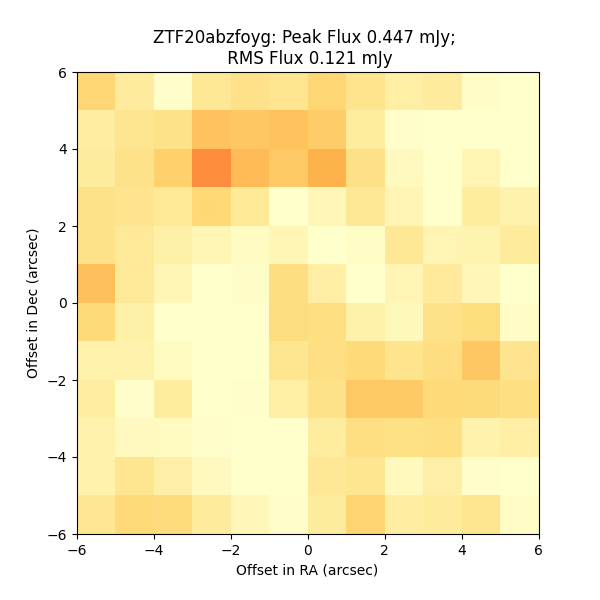 ZTF20abzfoyg: Peak Flux 0.447 mJy;
RMS Flux 0.121 mJy
6
4
2
0
−2
−4
−6
Offset in Dec (arcsec)
−6 −4 −2 0 2 4 6
Offset in RA (arcsec)